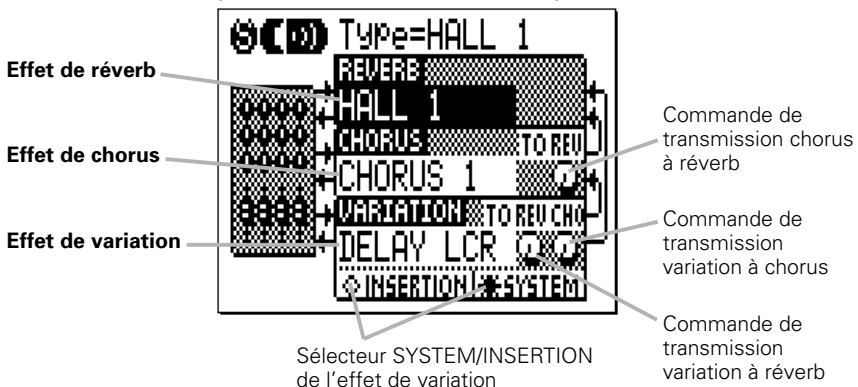 Type=HALL 1
Effet de réverb
REVERB
HALL 1
Effet de chorus
CHORUS
TO REV
CHORUS 1
Effet de variation
VARIATION
TO REV CHO
DELAY LCR
INSERTION
SYSTEM
Commande de
transmission chorus
à réverb
Commande de
transmission
variation à chorus
Commande de
transmission
variation à réverb
Sélecteur SYSTEM/INSERTION
de l'effet de variation